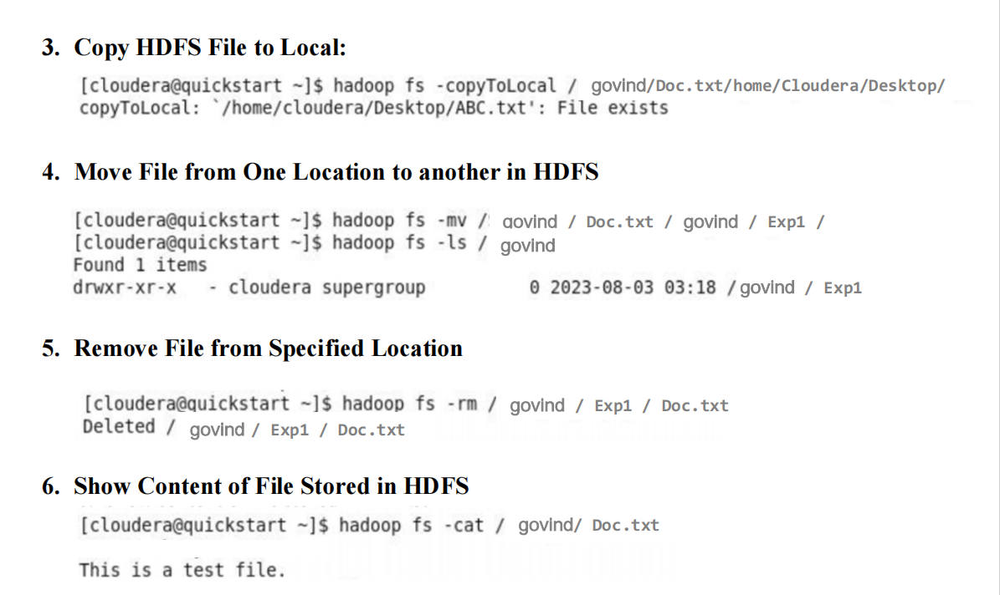 3. Copy HDFS File to Local:
[cloudera@quickstart ~]$ hadoop fs -copyToLocal / govind/Doc.txt/home/Cloudera/Desktop/
copyToLocal: `/home/cloudera/Desktop/ABC.txt': File exists
4. Move File from One Location to another in HDFS
[cloudera@quickstart ~]$ hadoop fs -mv / govind / Doc.txt / govind / Exp1 /
[cloudera@quickstart ~]$ hadoop fs -ls / govind
Found 1 items
drwxr-xr-x - cloudera supergroup 0 2023-08-03 03:18 /govind / Exp1
5. Remove File from Specified Location
[cloudera@quickstart ~]$ hadoop fs -rm / govind / Exp1 / Doc.txt
Deleted / govind / Exp1 / Doc.txt
6. Show Content of File Stored in HDFS
[cloudera@quickstart ~]$ hadoop fs -cat / govind/ Doc.txt
This is a test file.